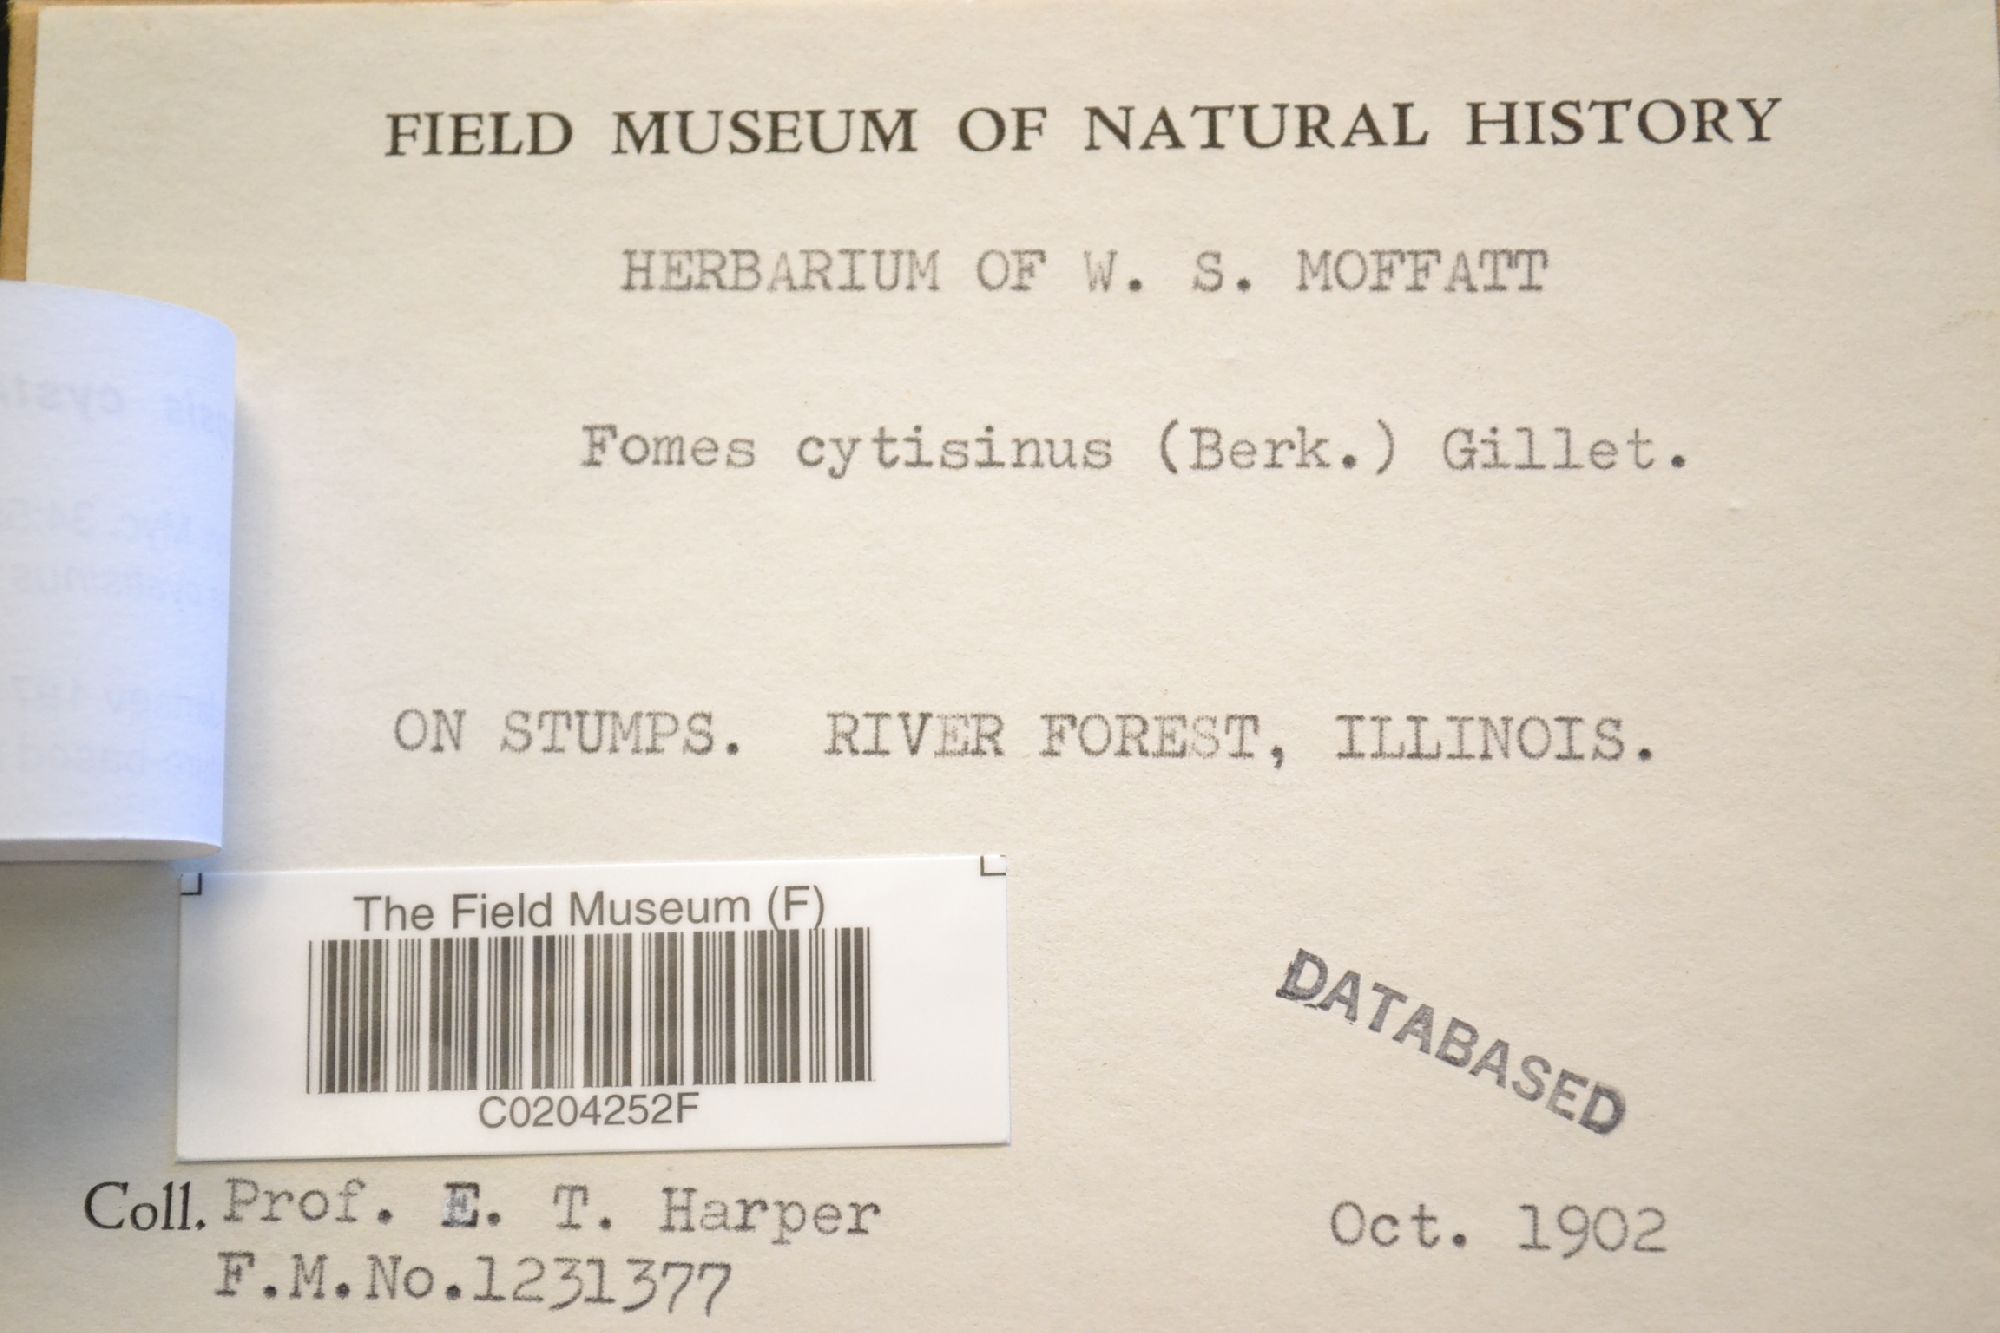 FIELD MUSEUM OF NATURAL HISTORY
HERBARIUM OF W. S. MOFFATT
Fomes cytisinus (Berk.) Gillet.
ON STUMPS. RIVER FOREST, ILLINOIS.
The Field Museum (F)
C0204252F
DATABASED
Coll. Prof. E. T. Harper
Oct. 1902
F.M.No.1231377